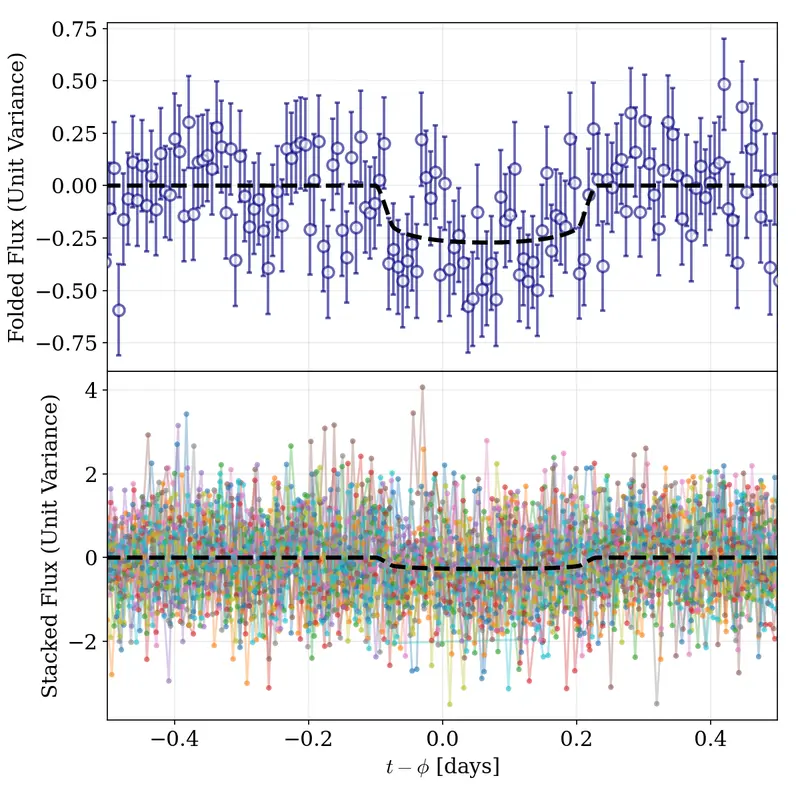 Folded Flux (Unit Variance)
0.75
0.50
0.25
0.00
−0.25
−0.50
−0.75
Stacked Flux (Unit Variance)
4
2
0
−2
−0.4 −0.2 0.0 0.2 0.4
t − ϕ [days]